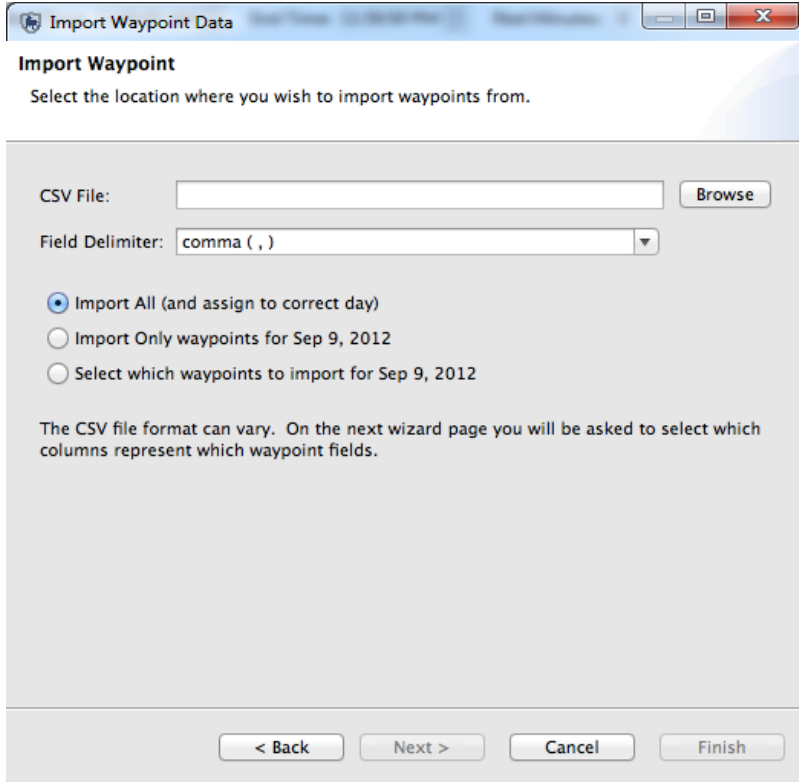 Import Waypoint Data
Import Waypoint
Select the location where you wish to import waypoints from.
CSV File:
Browse
Field Delimiter: comma ( , )
Import All (and assign to correct day)
Import Only waypoints for Sep 9, 2012
Select which waypoints to import for Sep 9, 2012
The CSV file format can vary.  On the next wizard page you will be asked to select which
columns represent which waypoint fields.
< Back
Next >
Cancel
Finish